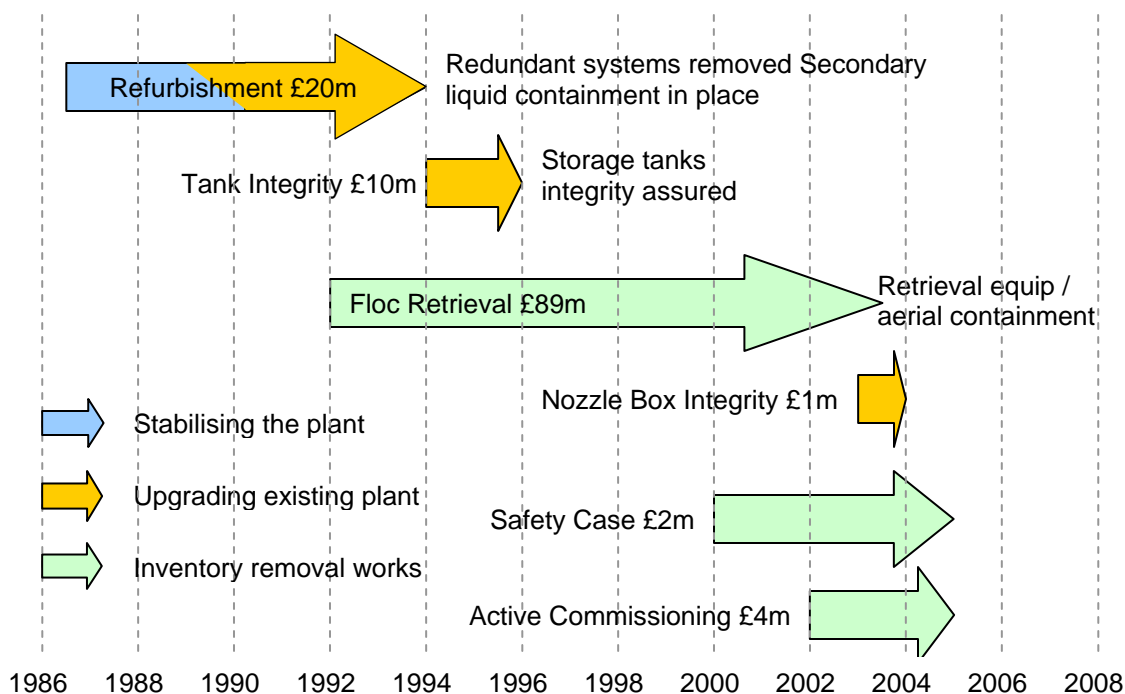 Refurbishment £20m
Redundant systems removed Secondary
liquid containment in place
Tank Integrity £10m
Storage tanks
integrity assured
Floc Retrieval £89m
Retrieval equip /
aerial containment
Nozzle Box Integrity £1m
Stabilising the plant
Upgrading existing plant
Safety Case £2m
Inventory removal works
Active Commissioning £4m
1986 1988 1990 1992 1994 1996 1998 2000 2002 2004 2006 2008